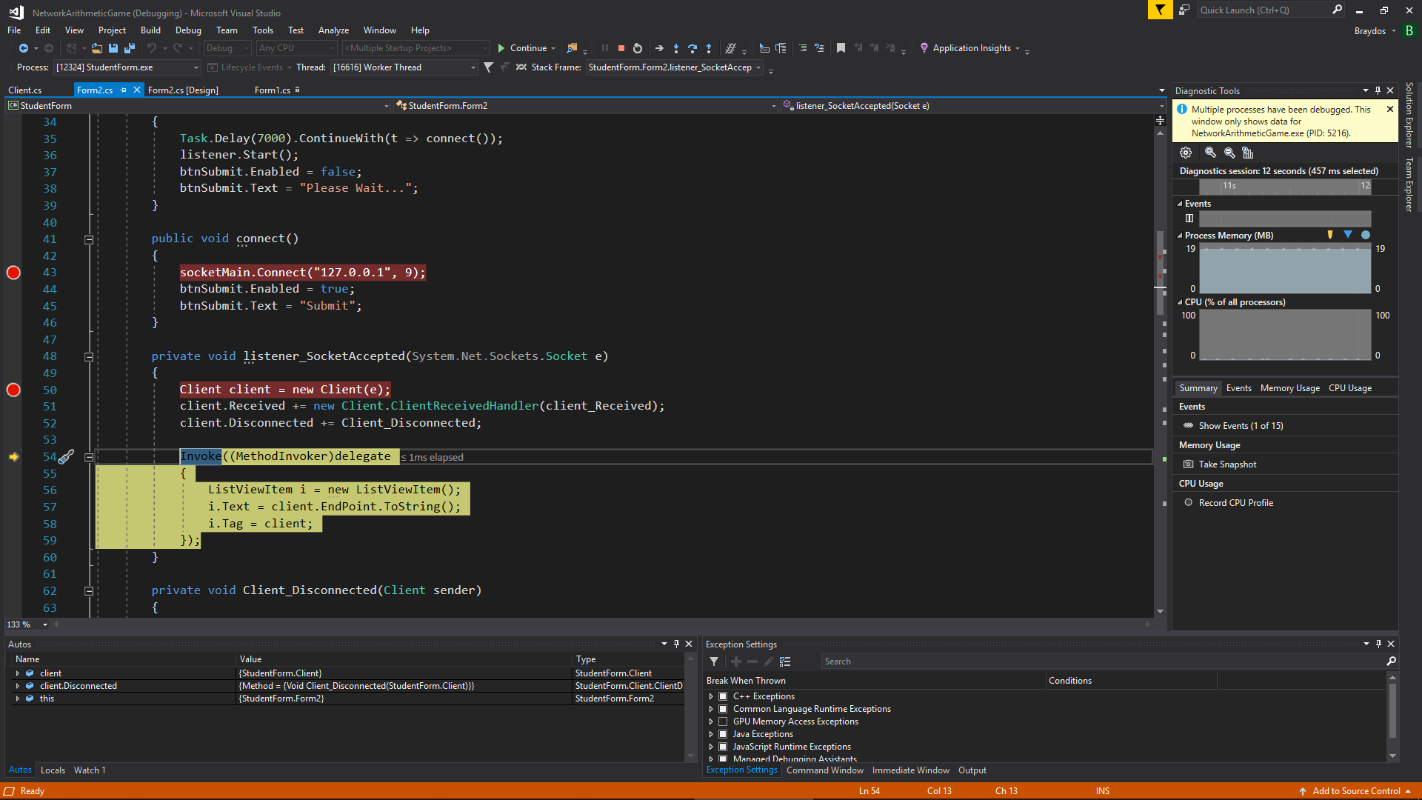 NetworkArithmeticGame (Debugging) - Microsoft Visual Studio
Quick Launch (Ctrl+Q)
File Edit View Project Build Debug Team Tools Test Analyze Window Help
Braydos B
Debug Any CPU <Multiple Startup Projects> Continue Application Insights
Process: [12324] StudentForm.exe Lifecycle Events Thread: [16616] Worker Thread Stack Frame: StudentForm.Form2.listener_SocketAccep
Client.cs Form2.cs Form2.cs [Design] Form1.cs
StudentForm StudentForm.Form2 listener_SocketAccepted(Socket e)
34 {
35 Task.Delay(7000).ContinueWith(t => connect());
36 listener.Start();
37 btnSubmit.Enabled = false;
38 btnSubmit.Text = "Please Wait...";
39 }
40
41 public void connect()
42 {
43 socketMain.Connect("127.0.0.1", 9);
44 btnSubmit.Enabled = true;
45 btnSubmit.Text = "Submit";
46 }
47
48 private void listener_SocketAccepted(System.Net.Sockets.Socket e)
49 {
50 Client client = new Client(e);
51 client.Received += new Client.ClientReceivedHandler(client_Received);
52 client.Disconnected += Client_Disconnected;
53
54 Invoke((MethodInvoker)delegate ≤ 1ms elapsed
55 {
56 ListViewItem i = new ListViewItem();
57 i.Text = client.EndPoint.ToString();
58 i.Tag = client;
59 });
60 }
61
62 private void Client_Disconnected(Client sender)
63 {
133 %
Diagnostic Tools
Multiple processes have been debugged. This
window only shows data for
NetworkArithmeticGame.exe (PID: 5216).
Diagnostics session: 12 seconds (457 ms selected)
11s 12
Events
Process Memory (MB)
19 19
0 0
CPU (% of all processors)
100 100
0 0
Summary Events Memory Usage CPU Usage
Events
Show Events (1 of 15)
Memory Usage
Take Snapshot
CPU Usage
Record CPU Profile
Solution Explorer
Team Explorer
Autos
Name Value Type
client {StudentForm.Client} StudentForm.Client
client.Disconnected {Method = {Void Client_Disconnected(StudentForm.Client)}} StudentForm.Client.ClientD
this {StudentForm.Form2} StudentForm.Form2
Autos Locals Watch 1
Exception Settings
Search
Break When Thrown Conditions
C++ Exceptions
Common Language Runtime Exceptions
GPU Memory Access Exceptions
Java Exceptions
JavaScript Runtime Exceptions
Managed Debugging Assistants
Exception Settings Command Window Immediate Window Output
Ready Ln 54 Col 13 Ch 13 INS Add to Source Control